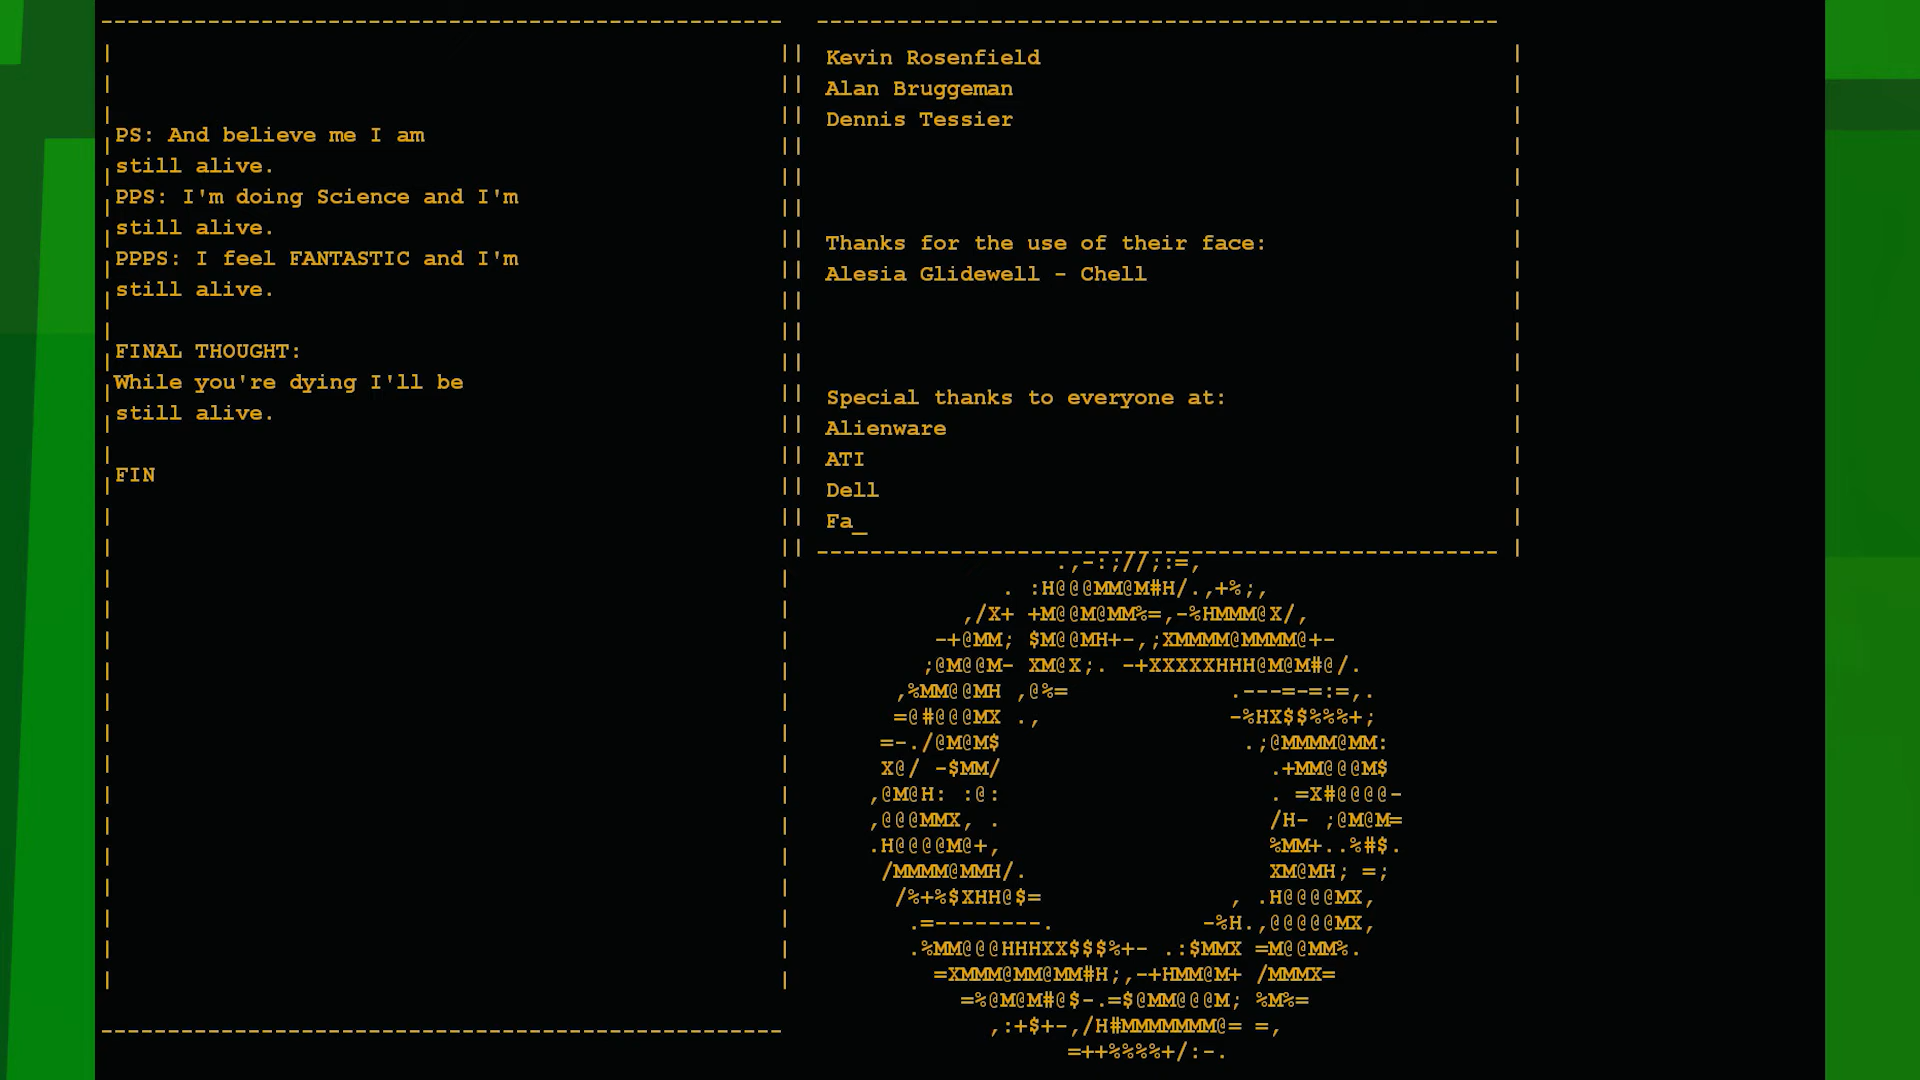 PS: And believe me I am
still alive.
PPS: I'm doing Science and I'm
still alive.
PPPS: I feel FANTASTIC and I'm
still alive.
FINAL THOUGHT:
While you're dying I'll be
still alive.
FIN
Kevin Rosenfield
Alan Bruggeman
Dennis Tessier
Thanks for the use of their face:
Alesia Glidewell - Chell
Special thanks to everyone at:
Alienware
ATI
Dell
Fa_